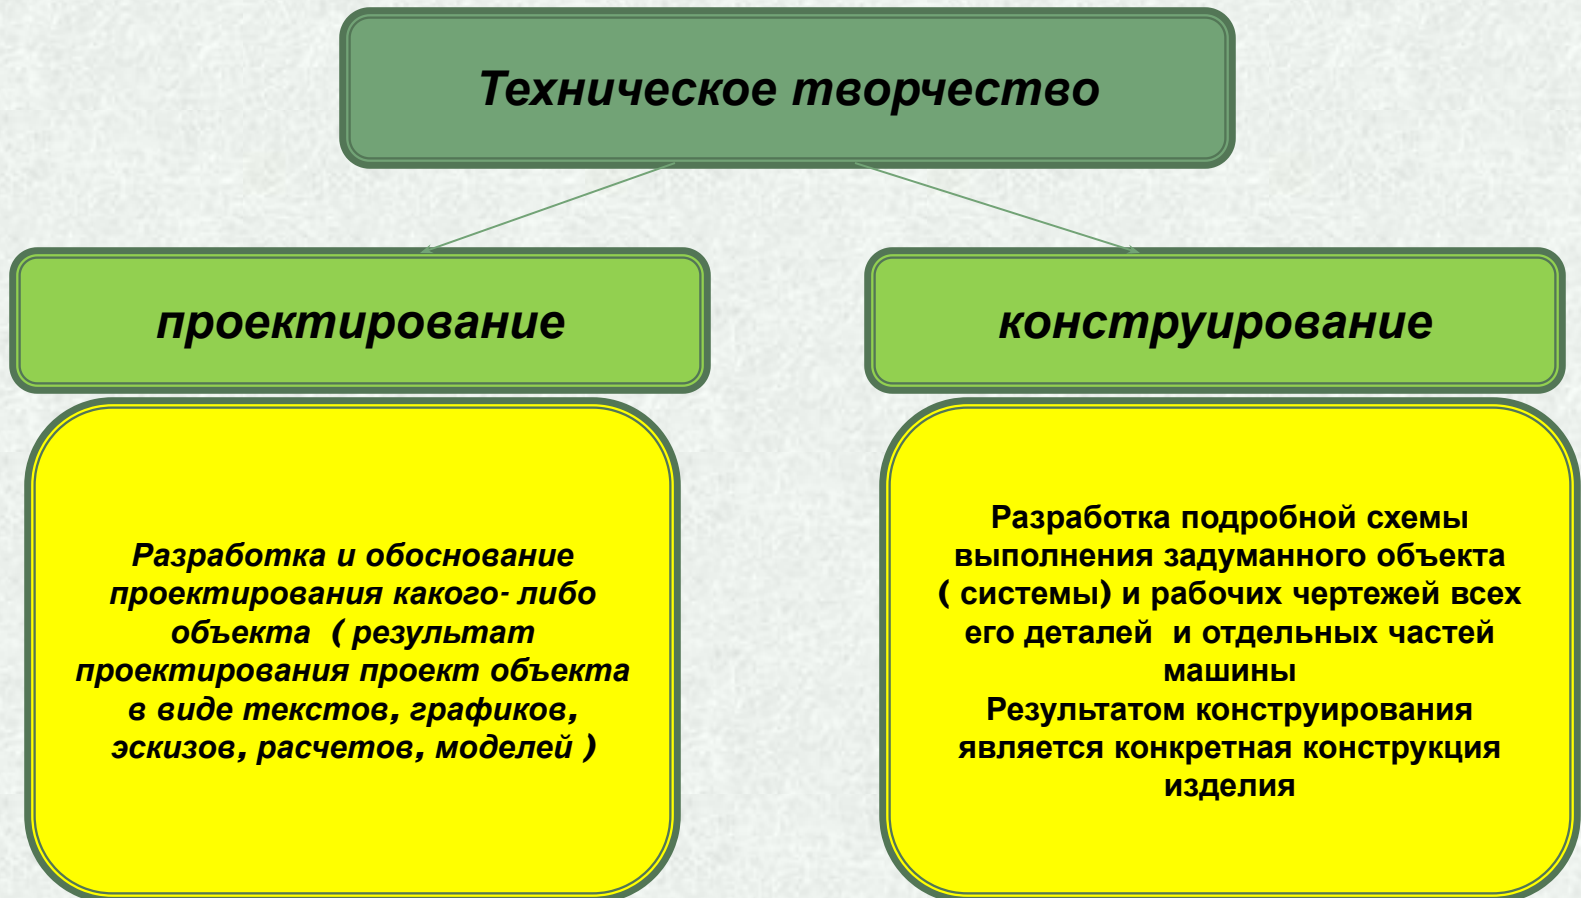 Техническое творчество
проектирование
конструирование
Разработка и обоснование
проектирования какого- либо
объекта ( результат
проектирования проект объекта
в виде текстов, графиков,
эскизов, расчетов, моделей )
Разработка подробной схемы
выполнения задуманного объекта
( системы) и рабочих чертежей всех
его деталей и отдельных частей
машины
Результатом конструирования
является конкретная конструкция
изделия